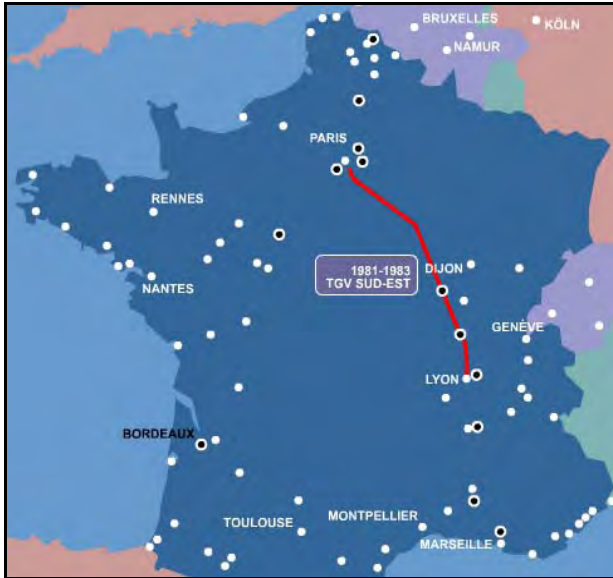 BRUXELLES
KÖLN
NAMUR
PARIS
RENNES
1981-1983
TGV SUD-EST
DIJON
NANTES
GENÈVE
LYON
BORDEAUX
MONTPELLIER
TOULOUSE
MARSEILLE